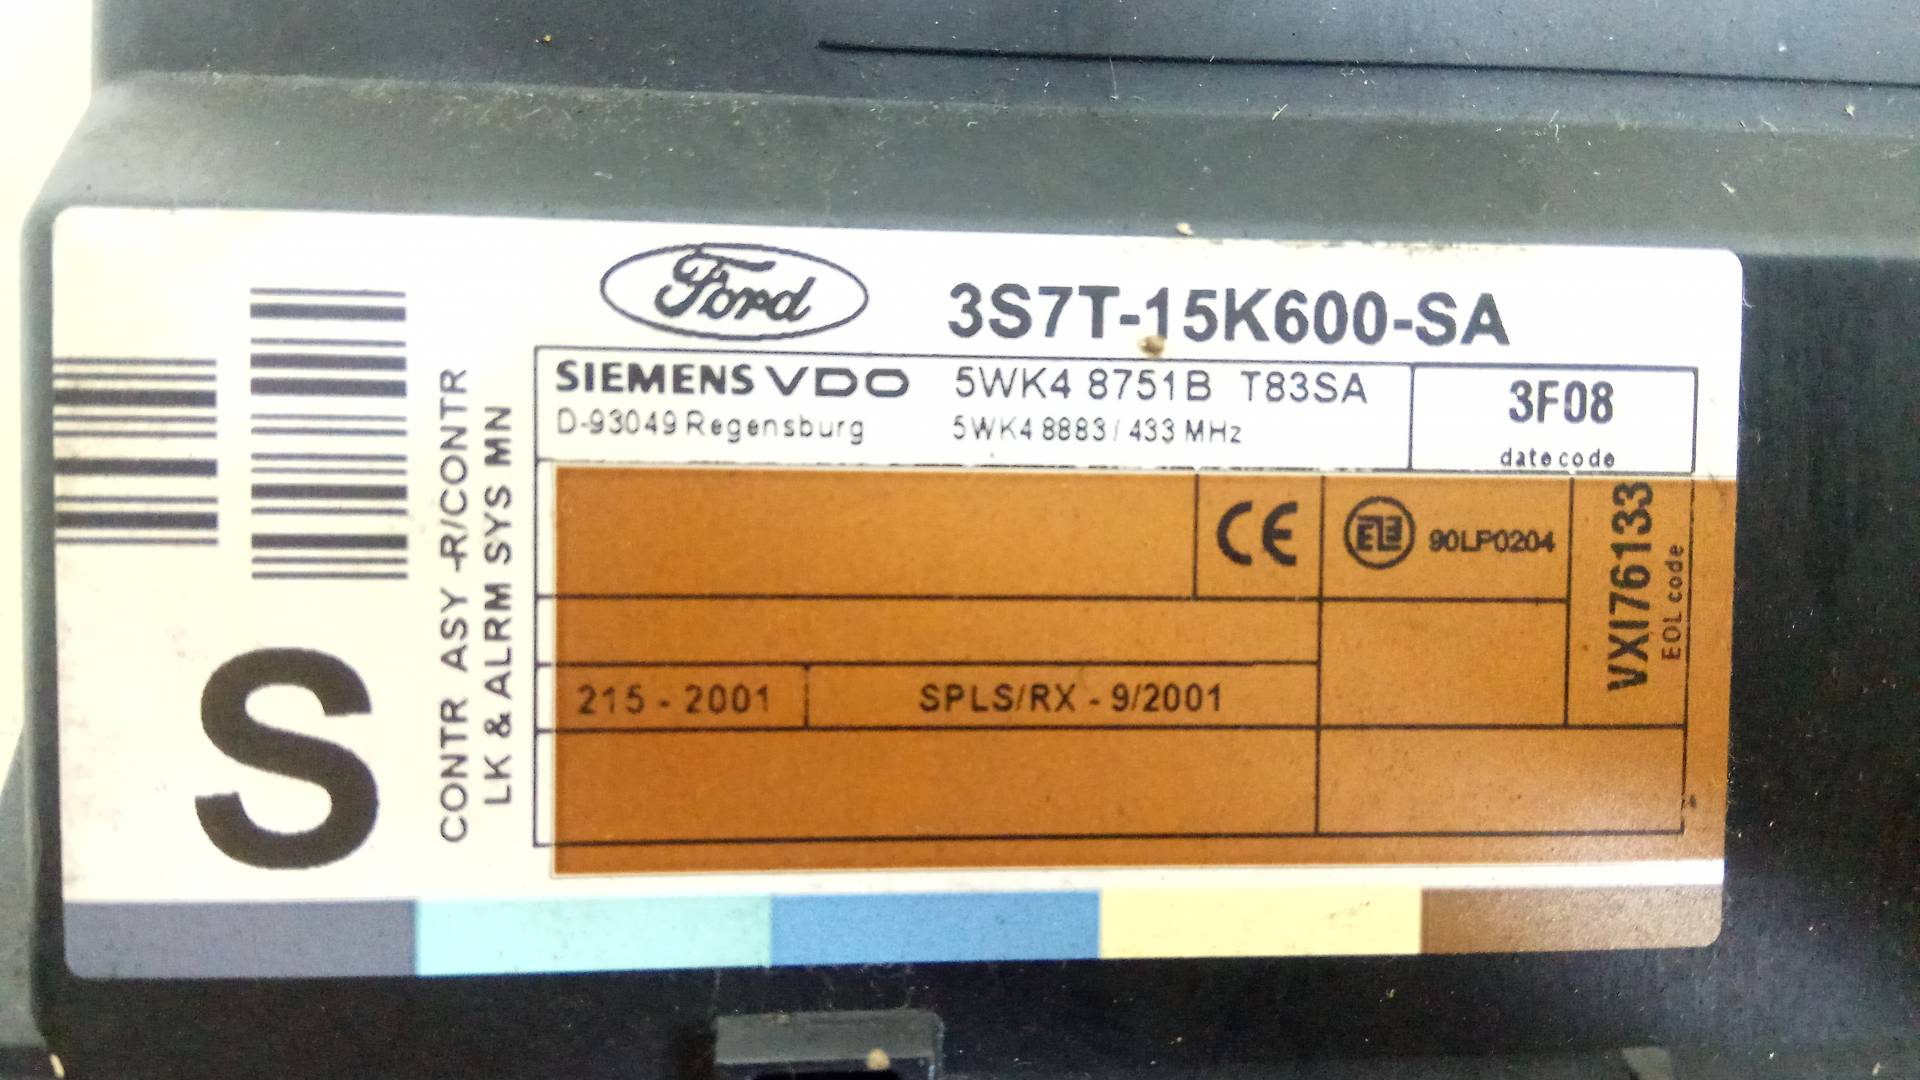 Ford 3S7T-15K600-SA
SIEMENS VDO 5WK4 8751B T83SA
D-93049 Regensburg 5WK4 8883 / 433 MHz
3F08
date code
CE
90LP0204
VXI76133
EOL code
215 - 2001 SPLS/RX - 9/2001
CONTR ASY -R/CONTR
LK & ALRM SYS MN
S